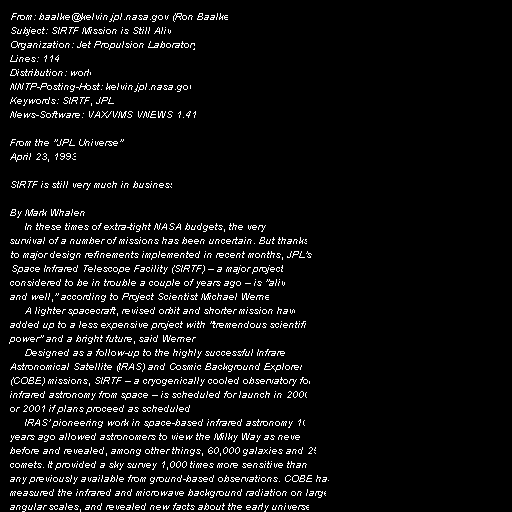 From: baalke@kelvin.jpl.nasa.gov (Ron Baalke
Subject: SIRTF Mission is Still Aliv
Organization: Jet Propulsion Laboratory
Lines: 114
Distribution: worl
NNTP-Posting-Host: kelvin.jpl.nasa.gov
Keywords: SIRTF, JPL
News-Software: VAX/VMS VNEWS 1.41
From the "JPL Universe"
April 23, 1993
SIRTF is still very much in business
By Mark Whalen
In these times of extra-tight NASA budgets, the very
survival of a number of missions has been uncertain. But thanks
to major design refinements implemented in recent months, JPL's
Space Infrared Telescope Facility (SIRTF) -- a major project
considered to be in trouble a couple of years ago -- is "aliv
and well," according to Project Scientist Michael Werne
A lighter spacecraft, revised orbit and shorter mission hav
added up to a less expensive project with "tremendous scientifi
power" and a bright future, said Werner
Designed as a follow-up to the highly successful Infrare
Astronomical Satellite (IRAS) and Cosmic Background Explorer
(COBE) missions, SIRTF -- a cryogenically cooled observatory for
infrared astronomy from space -- is scheduled for launch in 2000
or 2001 if plans proceed as scheduled
IRAS' pioneering work in space-based infrared astronomy 10
years ago allowed astronomers to view the Milky Way as neve
before and revealed, among other things, 60,000 galaxies and 25
comets. It provided a sky survey 1,000 times more sensitive than
any previously available from ground-based observations. COBE ha
measured the infrared and microwave background radiation on large
angular scales, and revealed new facts about the early universe